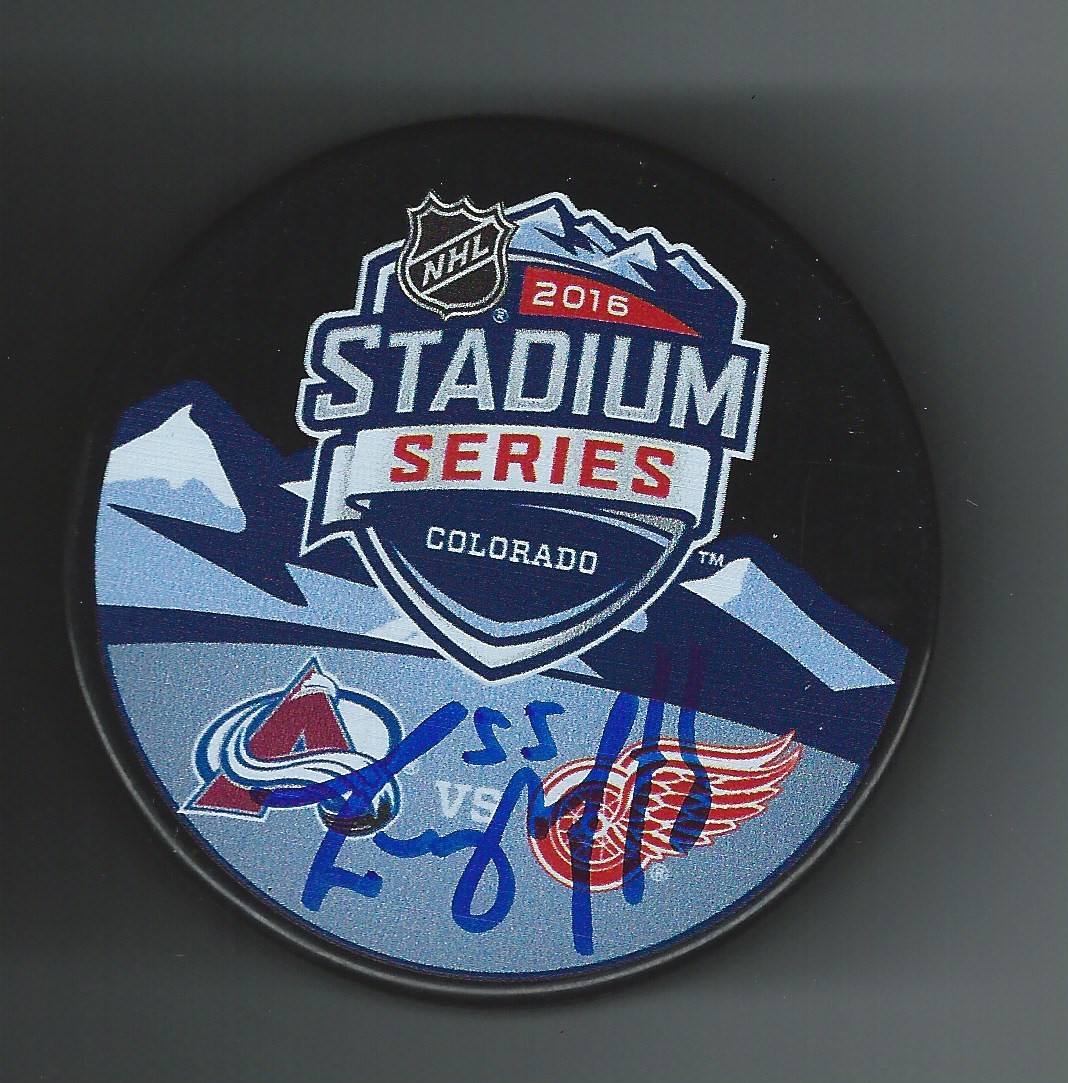 NHL
®
2016
STADIUM
SERIES
COLORADO
™
55
VS
®